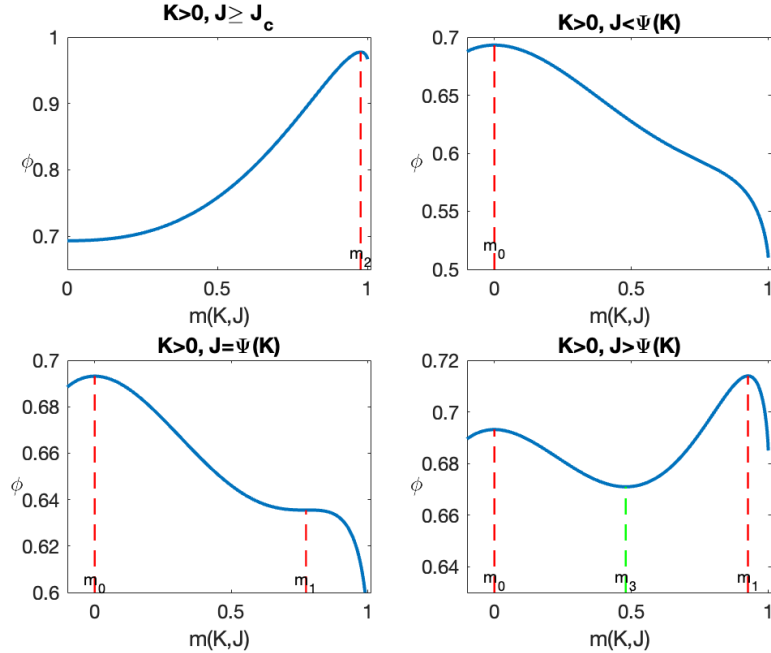 K>0, J≥ J_c
1
0.9
ϕ
0.8
0.7
m_2
0
0.5
1
m(K,J)
K>0, J<Ψ(K)
0.7
0.65
ϕ
0.6
0.55
0.5
m_0
0
0.5
1
m(K,J)
K>0, J=Ψ(K)
0.7
0.68
0.66
ϕ
0.64
0.62
0.6
m_0
m_1
0
0.5
1
m(K,J)
K>0, J>Ψ(K)
0.72
0.7
ϕ
0.68
0.66
0.64
m_0
m_3
m_1
0
0.5
1
m(K,J)